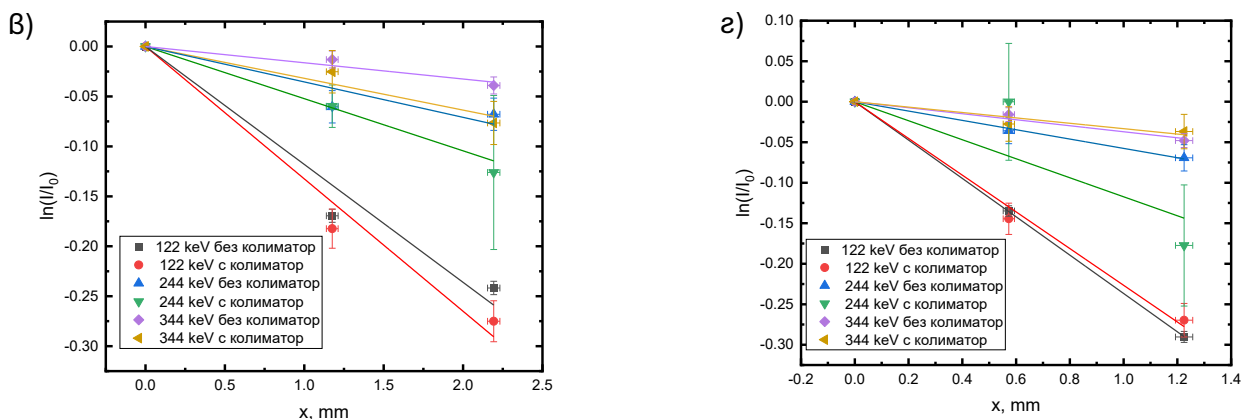 β)
0.00
-0.05
-0.10
-0.15
-0.20
-0.25
-0.30
ln(I/I₀)
122 keV без колиматор
122 keV с колиматор
244 keV без колиматор
244 keV с колиматор
344 keV без колиматор
344 keV с колиматор
0.0 0.5 1.0 1.5 2.0 2.5
x, mm
г)
0.10
0.05
0.00
-0.05
-0.10
-0.15
-0.20
-0.25
-0.30
ln(I/I₀)
122 keV без колиматор
122 keV с колиматор
244 keV без колиматор
244 keV с колиматор
344 keV без колиматор
344 keV с колиматор
-0.2 0.0 0.2 0.4 0.6 0.8 1.0 1.2 1.4
x, mm